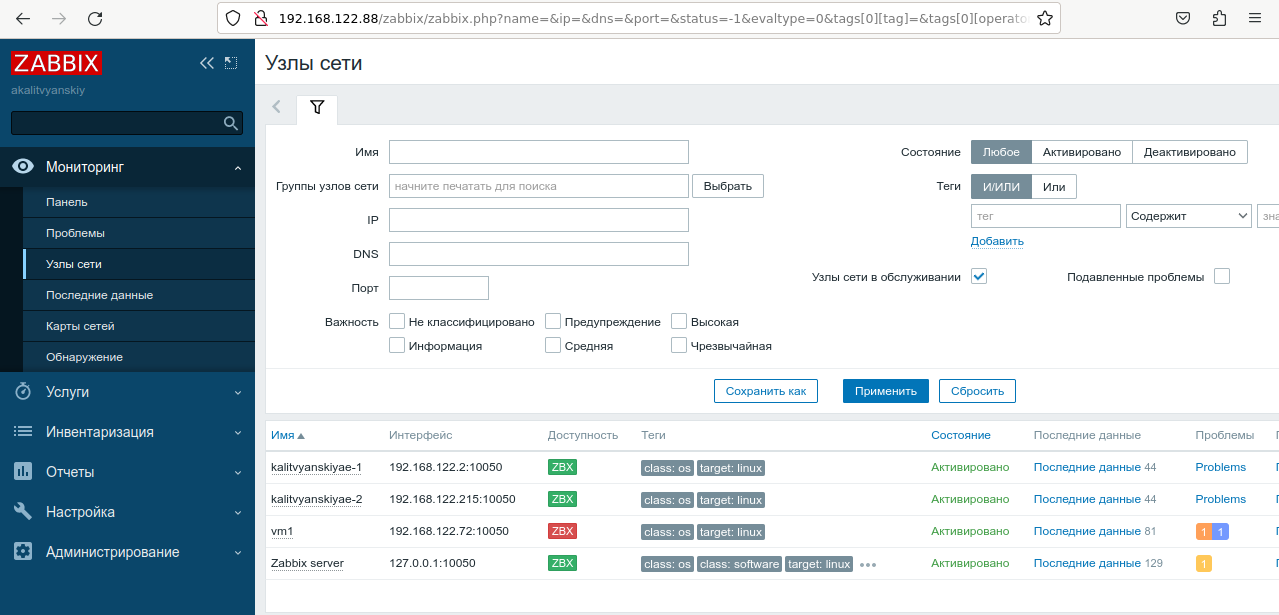 192.168.122.88/zabbix/zabbix.php?name=&ip=&dns=&port=&status=-1&evaltype=0&tags[0][tag]=&tags[0][operato
ZABBIX
akalitvyanskiy
Мониторинг
Панель
Проблемы
Узлы сети
Последние данные
Карты сетей
Обнаружение
Услуги
Инвентаризация
Отчеты
Настройка
Администрирование
Узлы сети
Имя
Группы узлов сети начните печатать для поиска Выбрать
IP
DNS
Порт
Важность Не классифицировано Предупреждение Высокая
Информация Средняя Чрезвычайная
Состояние Любое Активировано Деактивировано
Теги И/ИЛИ Или
тег Содержит зна
Добавить
Узлы сети в обслуживании Подавленные проблемы
Сохранить как Применить Сбросить
Имя Интерфейс Доступность Теги Состояние Последние данные Проблемы
kalitvyanskiyae-1 192.168.122.2:10050 ZBX class: os target: linux Активировано Последние данные 44 Problems
kalitvyanskiyae-2 192.168.122.215:10050 ZBX class: os target: linux Активировано Последние данные 44 Problems
vm1 192.168.122.72:10050 ZBX class: os target: linux Активировано Последние данные 81 1 1
Zabbix server 127.0.0.1:10050 ZBX class: os class: software target: linux Активировано Последние данные 129 1